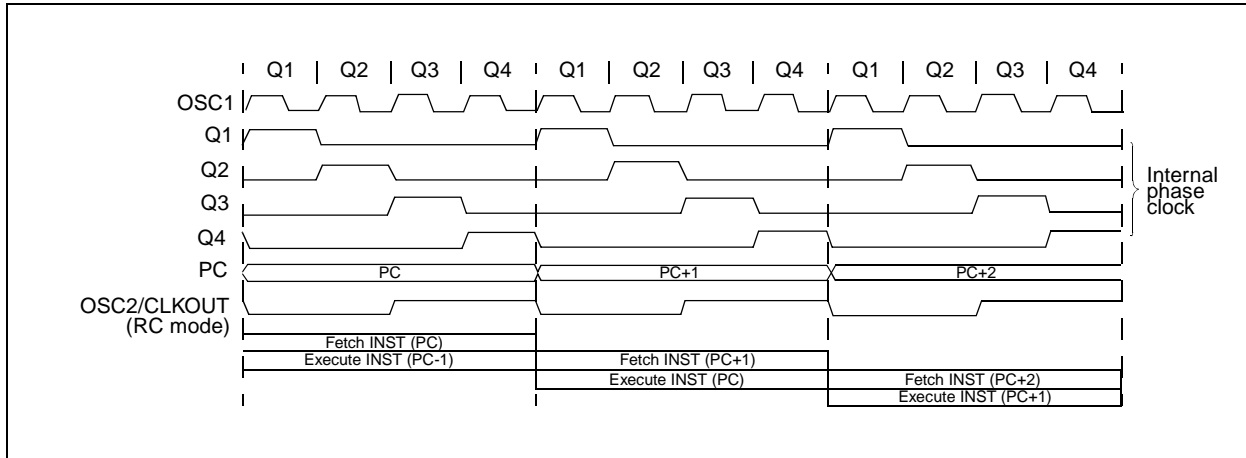 Q1 Q2 Q3 Q4 Q1 Q2 Q3 Q4 Q1 Q2 Q3 Q4
OSC1
Q1
Q2
Q3
Q4
Internal
phase
clock
PC
PC PC+1 PC+2
OSC2/CLKOUT
(RC mode)
Fetch INST (PC)
Execute INST (PC-1) Fetch INST (PC+1)
Execute INST (PC) Fetch INST (PC+2)
Execute INST (PC+1)